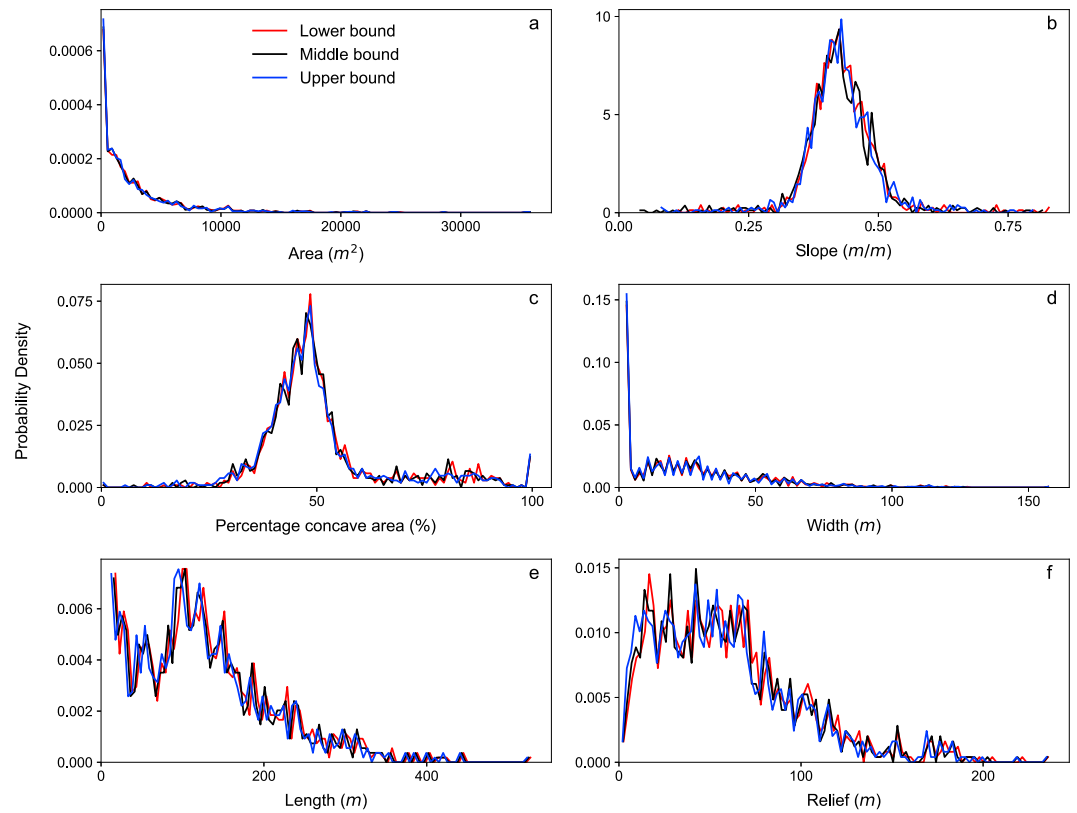 a
Lower bound
Middle bound
Upper bound
0.0006
0.0004
0.0002
0.0000
0
10000
20000
30000
Area (m²)
b
10
5
0
0.00
0.25
0.50
0.75
Slope (m/m)
Probability Density
c
0.075
0.050
0.025
0.000
0
50
100
Percentage concave area (%)
d
0.15
0.10
0.05
0.00
0
50
100
150
Width (m)
e
0.006
0.004
0.002
0.000
0
200
400
Length (m)
f
0.015
0.010
0.005
0.000
0
100
200
Relief (m)